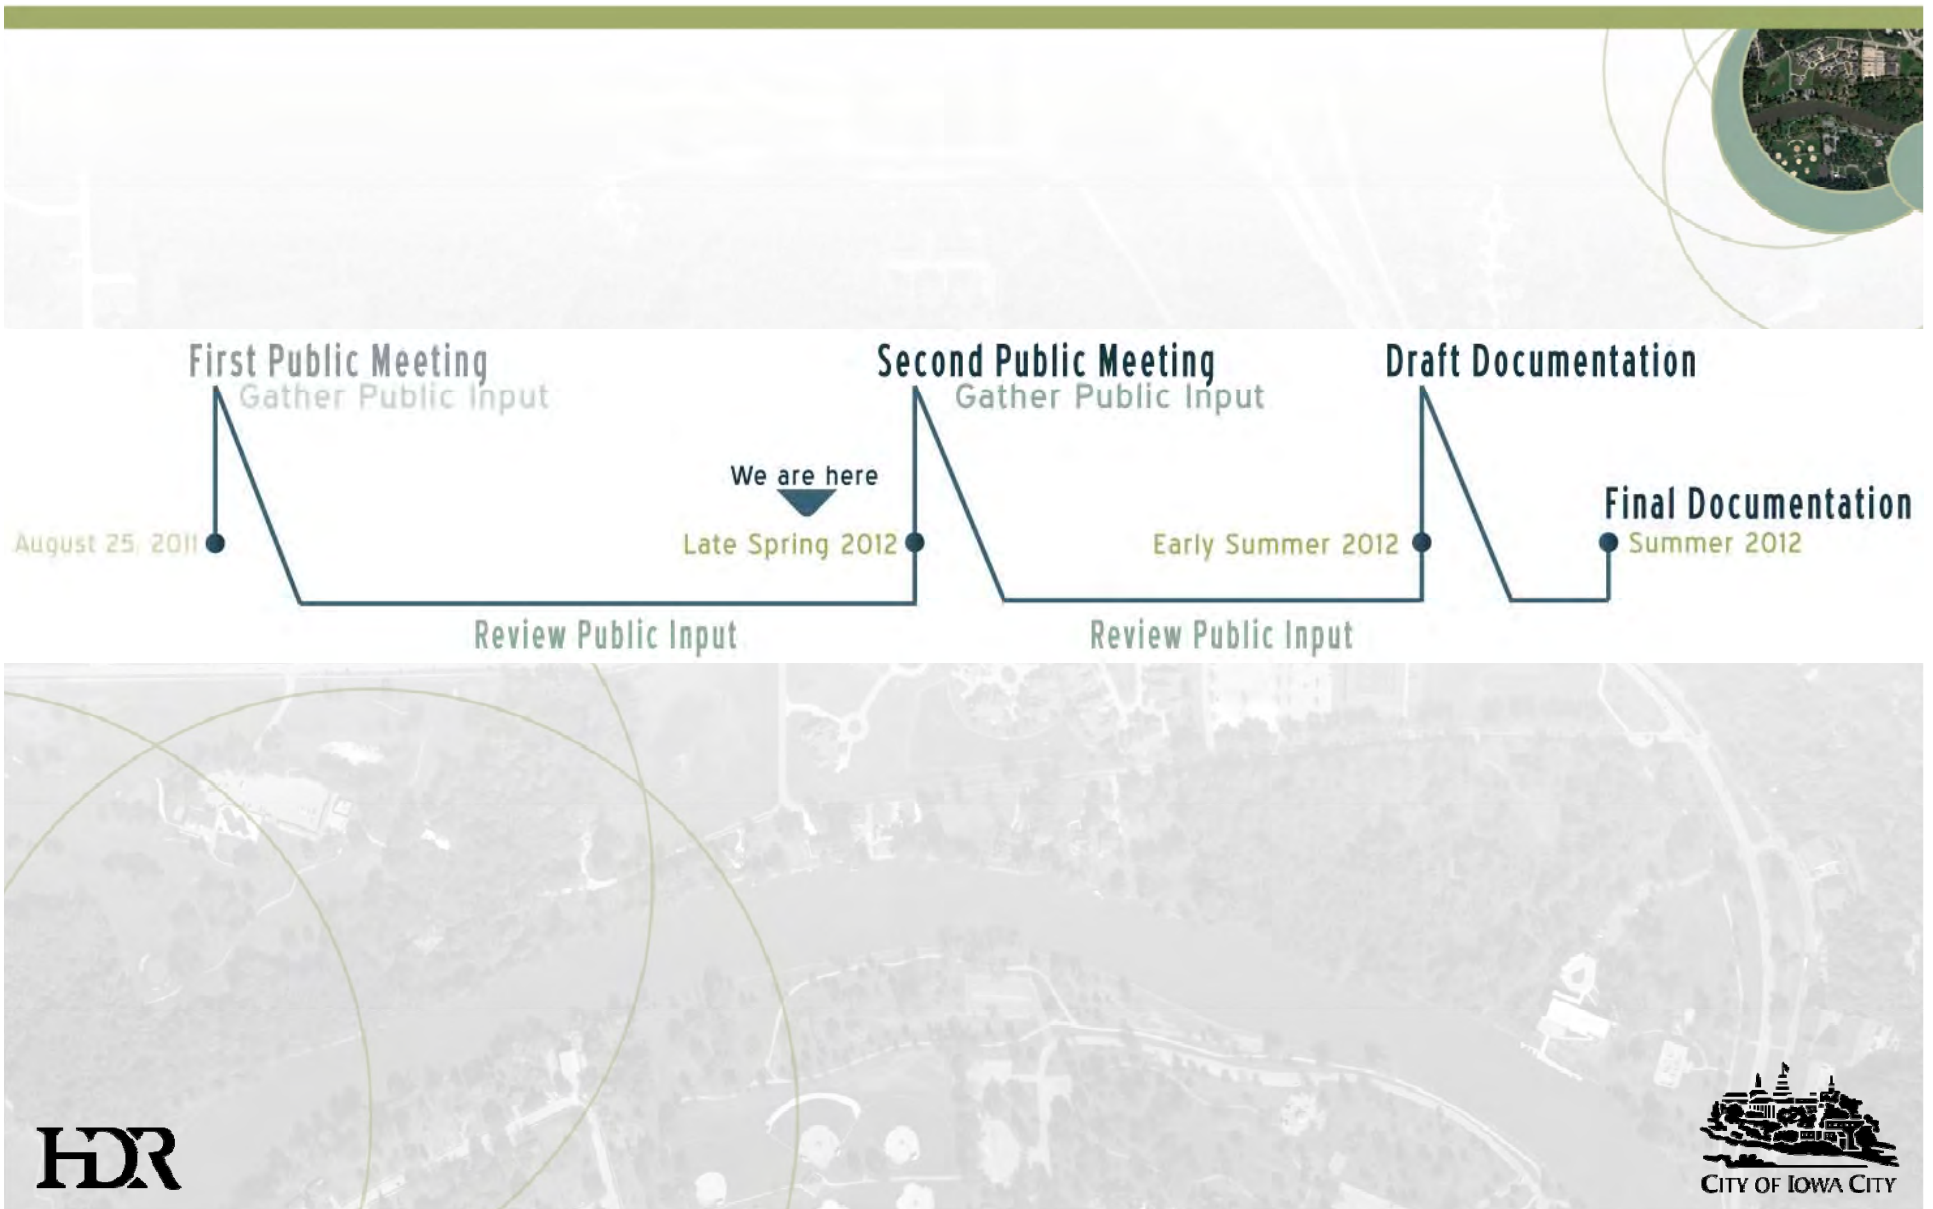 First Public Meeting
Gather Public Input
August 25, 2011
Review Public Input
We are here
Late Spring 2012
Second Public Meeting
Gather Public Input
Review Public Input
Early Summer 2012
Draft Documentation
Final Documentation
Summer 2012
HDR
CITY OF IOWA CITY